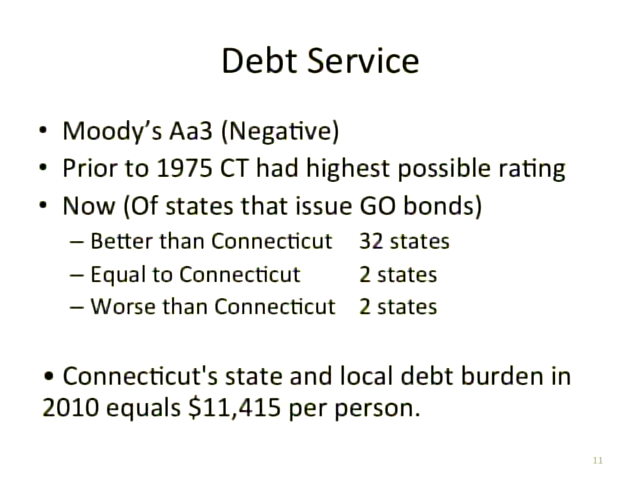 Debt Service
• Moody’s Aa3 (Negative)
• Prior to 1975 CT had highest possible rating
• Now (Of states that issue GO bonds)
– Better than Connecticut 32 states
– Equal to Connecticut 2 states
– Worse than Connecticut 2 states
• Connecticut's state and local debt burden in
2010 equals $11,415 per person.
11